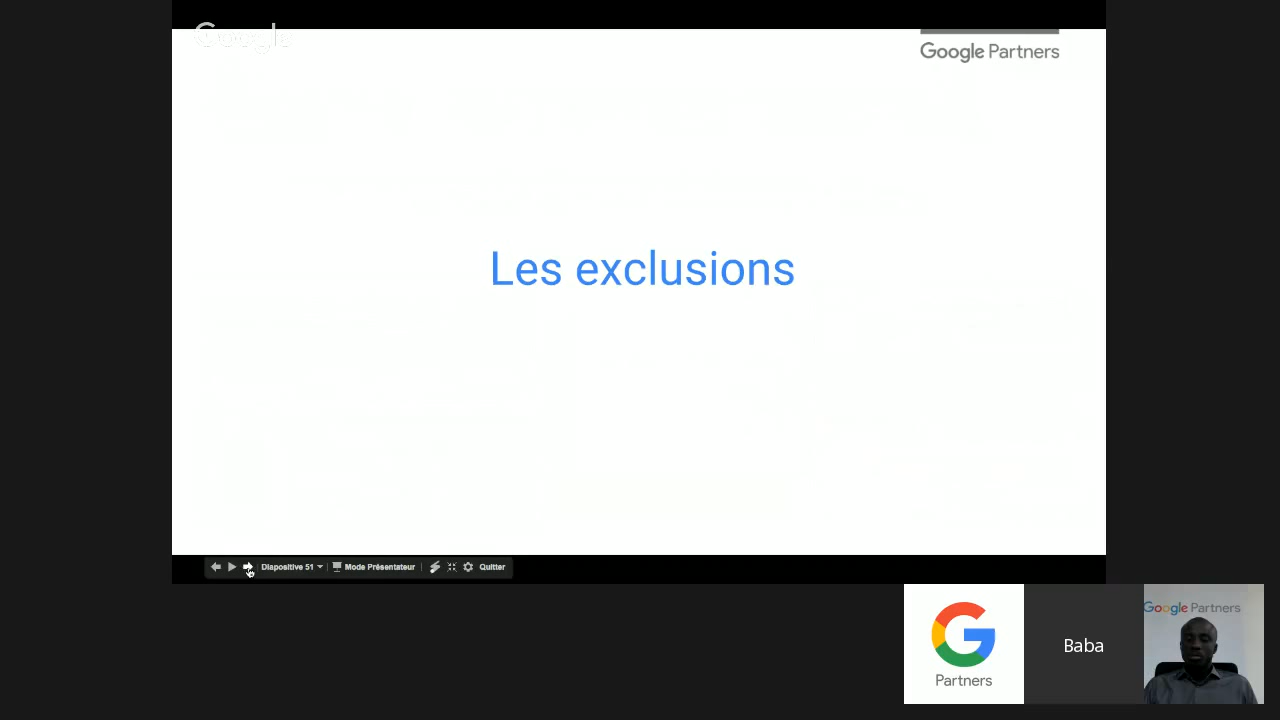 Google
Google Partners
Les exclusions
Diapositive 51
Mode Présentateur
Quitter
Partners
Baba
Google Partners